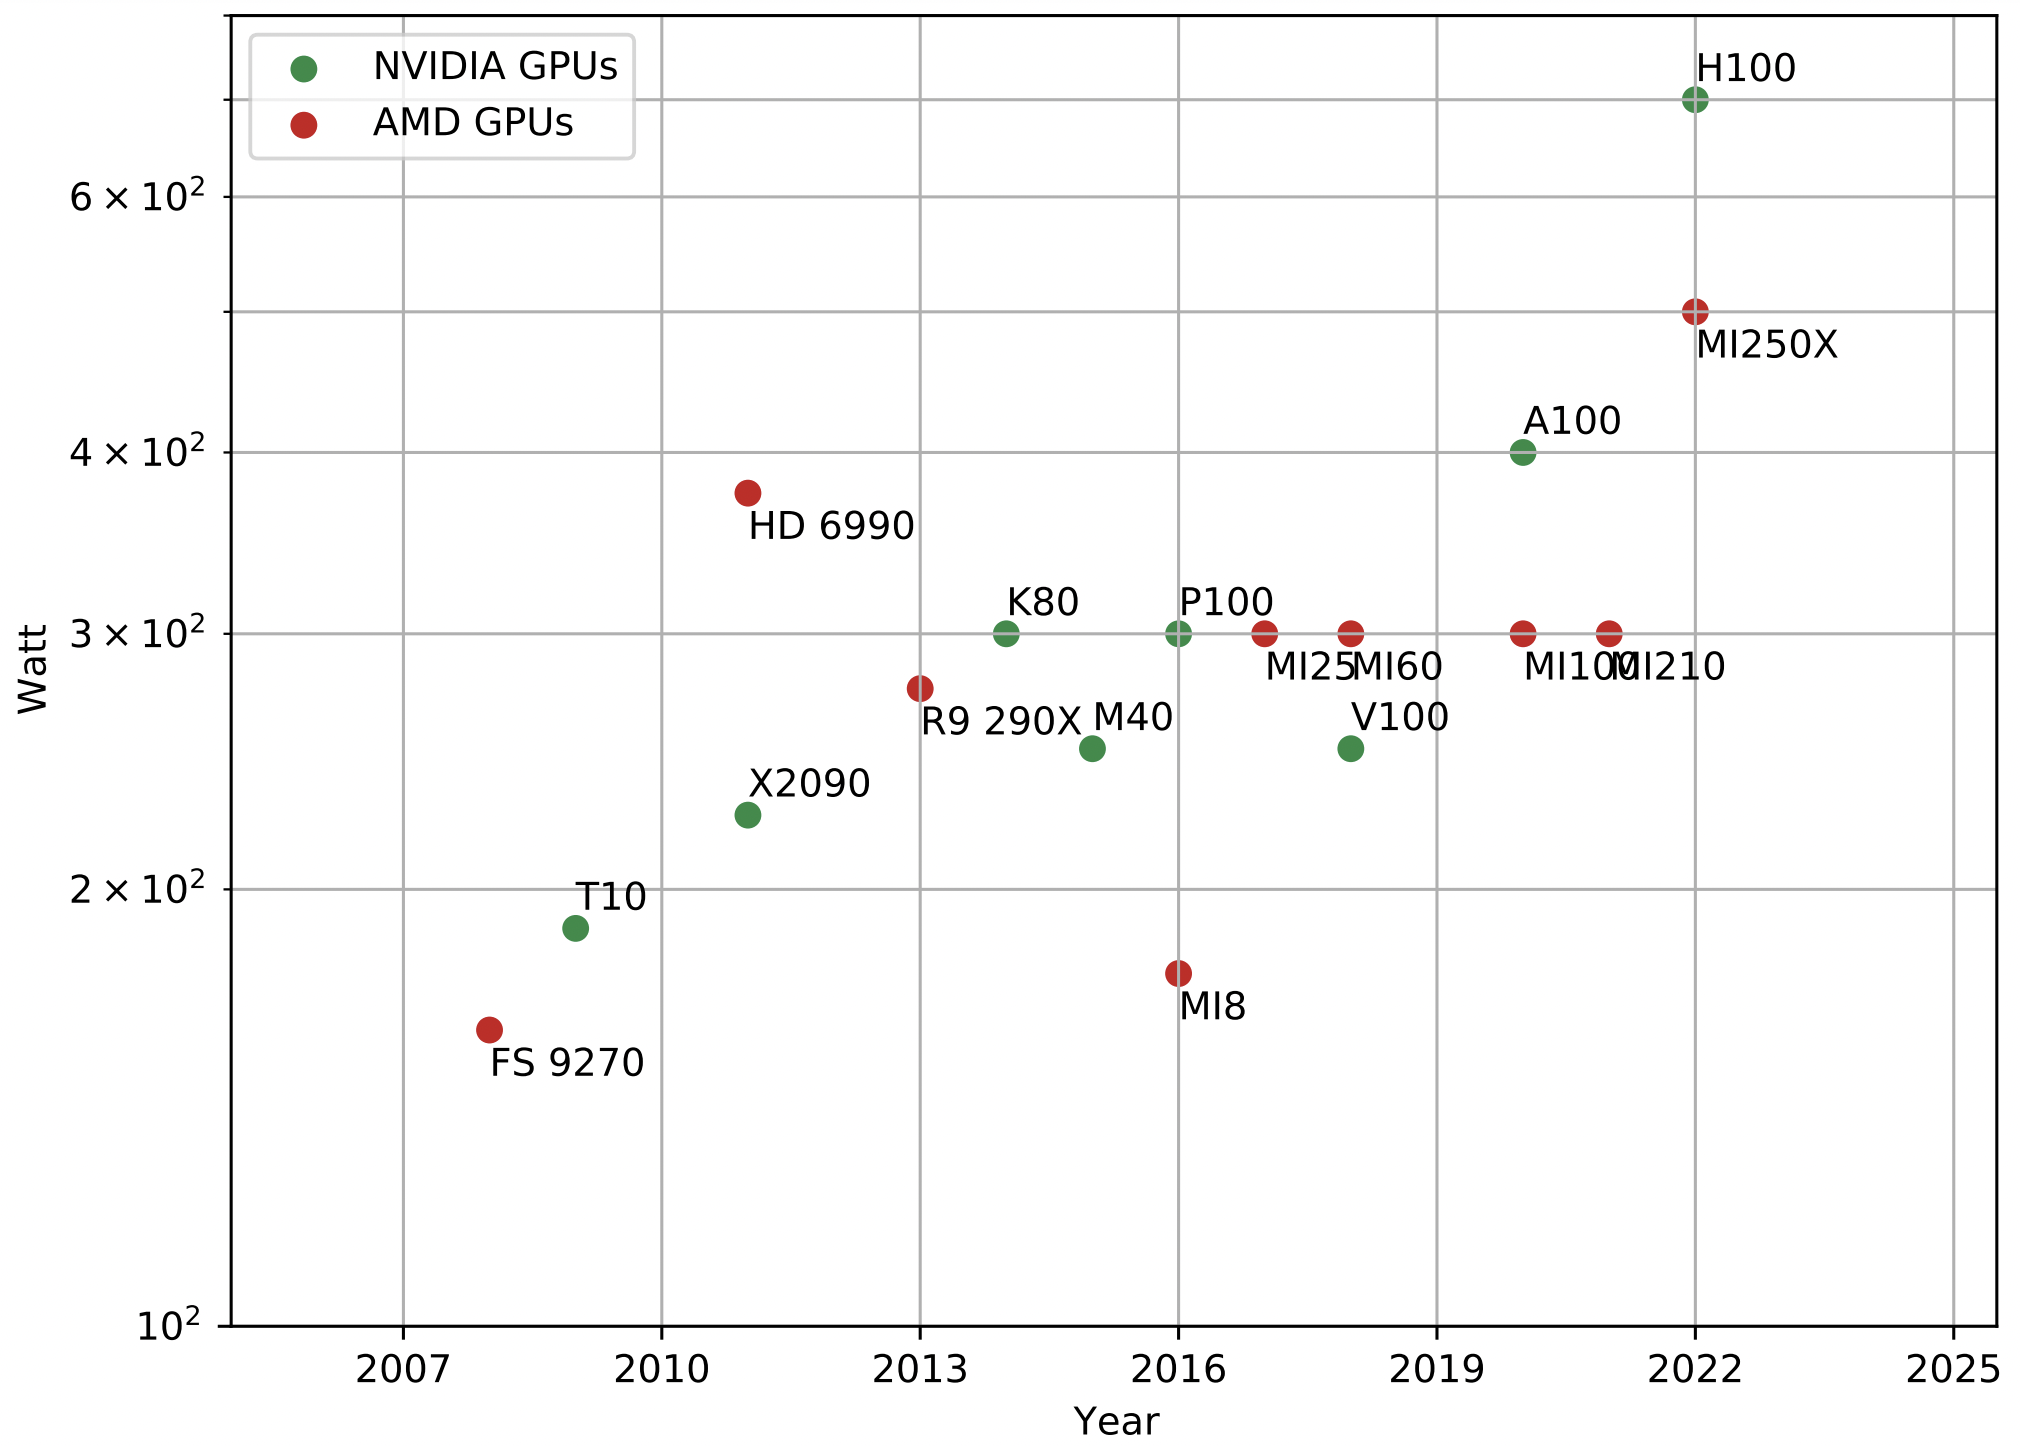 NVIDIA GPUs
AMD GPUs
H100
6 × 10²
MI250X
A100
4 × 10²
HD 6990
K80
P100
3 × 10²
MI25
MI60
MI100
MI210
R9 290X
M40
V100
X2090
2 × 10²
T10
MI8
FS 9270
10²
Watt
2007 2010 2013 2016 2019 2022 2025
Year